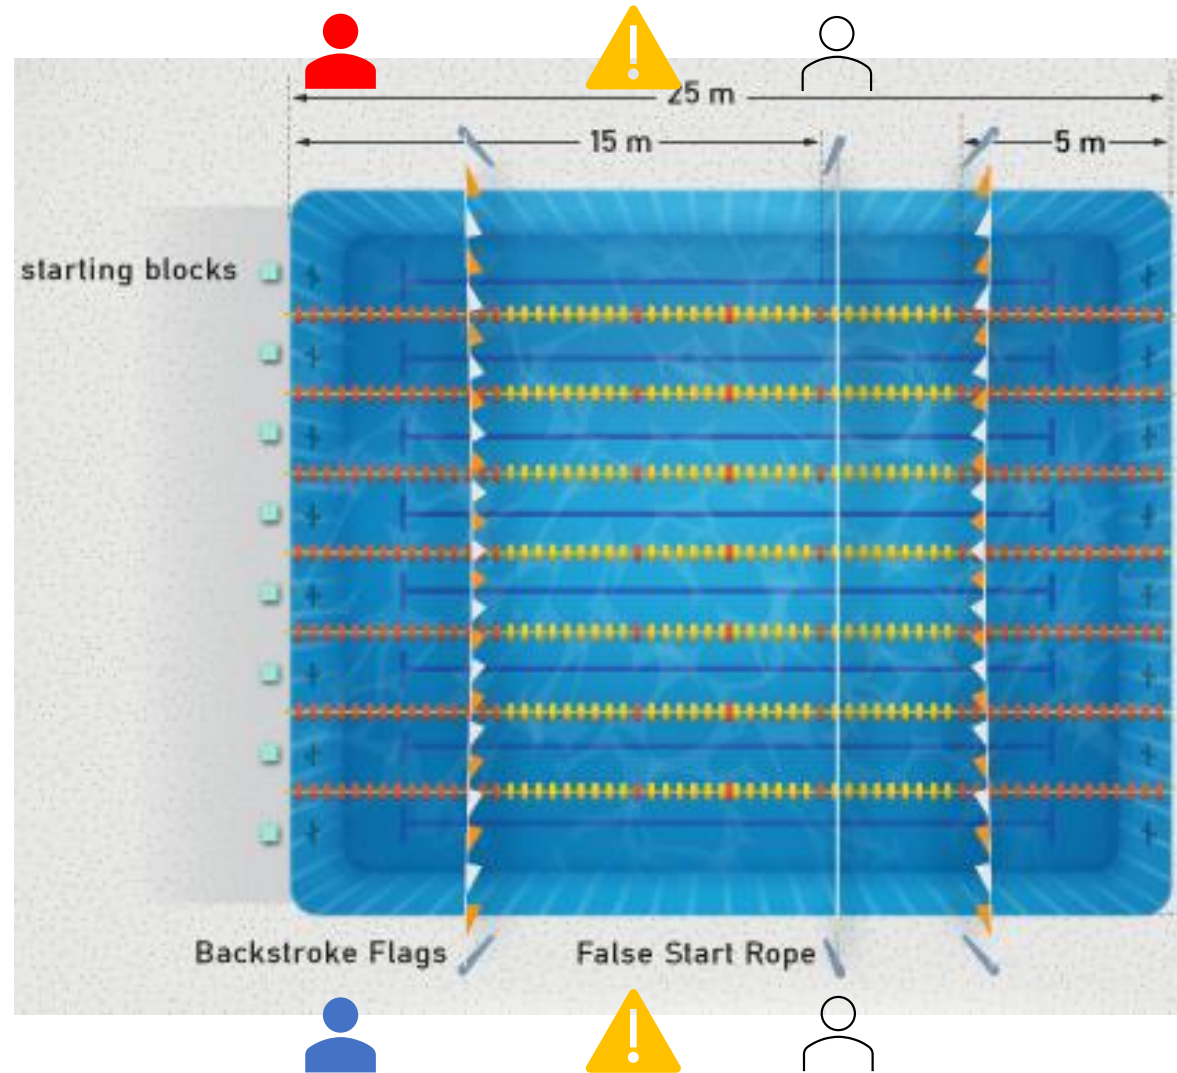 25 m
15 m
5 m
starting blocks
Backstroke Flags
False Start Rope